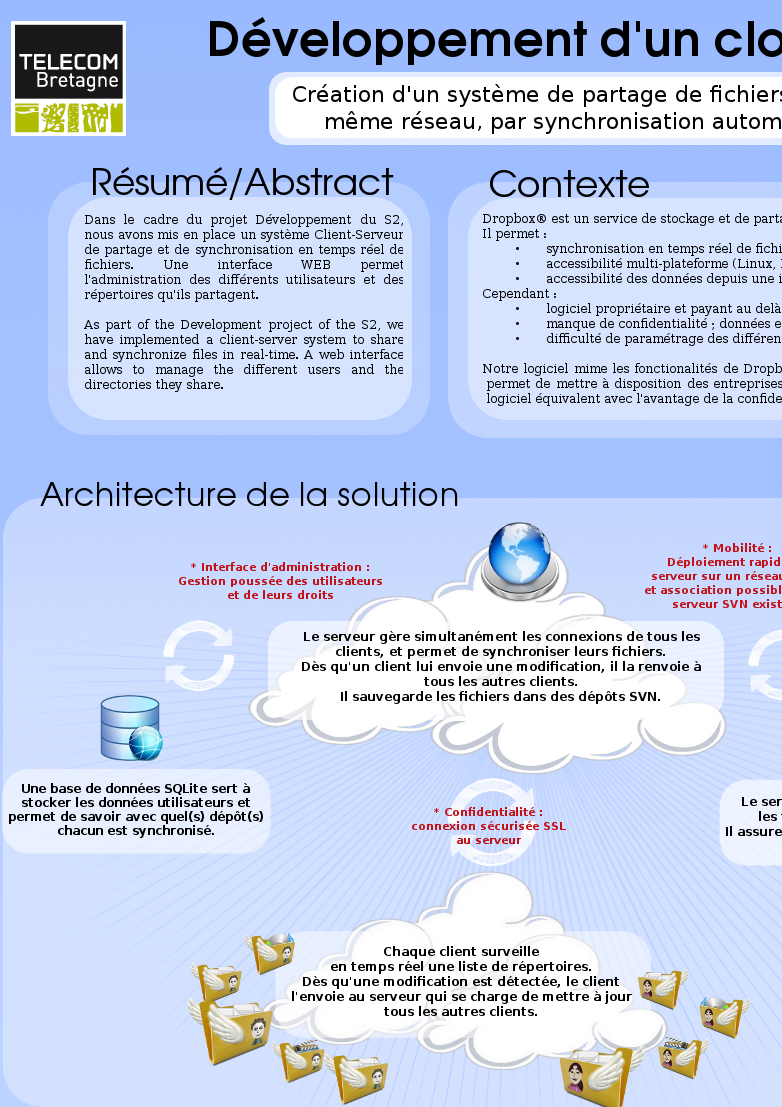 TELECOM
Bretagne
Développement d'un clo
Création d'un système de partage de fichiers
même réseau, par synchronisation autom
Résumé/Abstract
Dans le cadre du projet Développement du S2,
nous avons mis en place un système Client-Serveur
de partage et de synchronisation en temps réel de
fichiers. Une interface WEB permet
l'administration des différents utilisateurs et des
répertoires qu'ils partagent.
As part of the Development project of the S2, we
have implemented a client-server system to share
and synchronize files in real-time. A web interface
allows to manage the different users and the
directories they share.
Contexte
Dropbox® est un service de stockage et de parta
Il permet :
• synchronisation en temps réel de fichi
• accessibilité multi-plateforme (Linux,
• accessibilité des données depuis une i
Cependant :
• logiciel propriétaire et payant au delà
• manque de confidentialité ; données e
• difficulté de paramétrage des différen
Notre logiciel mime les fonctionalités de Dropb
permet de mettre à disposition des entreprises
logiciel équivalent avec l'avantage de la confide
Architecture de la solution
* Interface d'administration :
Gestion poussée des utilisateurs
et de leurs droits
* Mobilité :
Déploiement rapid
serveur sur un réseau
et association possibl
serveur SVN exist
Le serveur gère simultanément les connexions de tous les
clients, et permet de synchroniser leurs fichiers.
Dès qu'un client lui envoie une modification, il la renvoie à
tous les autres clients.
Il sauvegarde les fichiers dans des dépôts SVN.
Une base de données SQLite sert à
stocker les données utilisateurs et
permet de savoir avec quel(s) dépôt(s)
chacun est synchronisé.
Le ser
les
Il assure
* Confidentialité :
connexion sécurisée SSL
au serveur
Chaque client surveille
en temps réel une liste de répertoires.
Dès qu'une modification est détectée, le client
l'envoie au serveur qui se charge de mettre à jour
tous les autres clients.